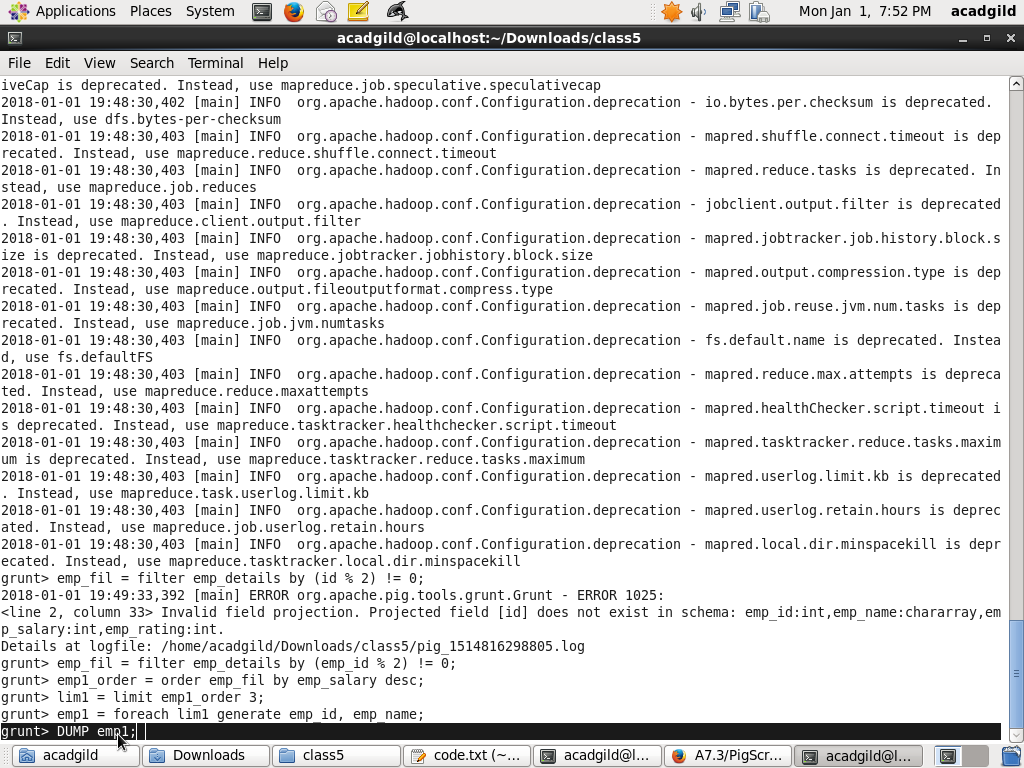 Applications Places System Mon Jan 1, 7:52 PM acadgild
acadgild@localhost:~/Downloads/class5
File Edit View Search Terminal Help
iveCap is deprecated. Instead, use mapreduce.job.speculative.speculativecap
2018-01-01 19:48:30,402 [main] INFO  org.apache.hadoop.conf.Configuration.deprecation - io.bytes.per.checksum is deprecated.
Instead, use dfs.bytes-per-checksum
2018-01-01 19:48:30,403 [main] INFO  org.apache.hadoop.conf.Configuration.deprecation - mapred.shuffle.connect.timeout is dep
recated. Instead, use mapreduce.reduce.shuffle.connect.timeout
2018-01-01 19:48:30,403 [main] INFO  org.apache.hadoop.conf.Configuration.deprecation - mapred.reduce.tasks is deprecated. In
stead, use mapreduce.job.reduces
2018-01-01 19:48:30,403 [main] INFO  org.apache.hadoop.conf.Configuration.deprecation - jobclient.output.filter is deprecated
. Instead, use mapreduce.client.output.filter
2018-01-01 19:48:30,403 [main] INFO  org.apache.hadoop.conf.Configuration.deprecation - mapred.jobtracker.job.history.block.s
ize is deprecated. Instead, use mapreduce.jobtracker.jobhistory.block.size
2018-01-01 19:48:30,403 [main] INFO  org.apache.hadoop.conf.Configuration.deprecation - mapred.output.compression.type is dep
recated. Instead, use mapreduce.output.fileoutputformat.compress.type
2018-01-01 19:48:30,403 [main] INFO  org.apache.hadoop.conf.Configuration.deprecation - mapred.job.reuse.jvm.num.tasks is dep
recated. Instead, use mapreduce.job.jvm.numtasks
2018-01-01 19:48:30,403 [main] INFO  org.apache.hadoop.conf.Configuration.deprecation - fs.default.name is deprecated. Instea
d, use fs.defaultFS
2018-01-01 19:48:30,403 [main] INFO  org.apache.hadoop.conf.Configuration.deprecation - mapred.reduce.max.attempts is depreca
ted. Instead, use mapreduce.reduce.maxattempts
2018-01-01 19:48:30,403 [main] INFO  org.apache.hadoop.conf.Configuration.deprecation - mapred.healthChecker.script.timeout i
s deprecated. Instead, use mapreduce.tasktracker.healthchecker.script.timeout
2018-01-01 19:48:30,403 [main] INFO  org.apache.hadoop.conf.Configuration.deprecation - mapred.tasktracker.reduce.tasks.maxim
um is deprecated. Instead, use mapreduce.tasktracker.reduce.tasks.maximum
2018-01-01 19:48:30,403 [main] INFO  org.apache.hadoop.conf.Configuration.deprecation - mapred.userlog.limit.kb is deprecated
. Instead, use mapreduce.task.userlog.limit.kb
2018-01-01 19:48:30,403 [main] INFO  org.apache.hadoop.conf.Configuration.deprecation - mapred.userlog.retain.hours is deprec
ated. Instead, use mapreduce.job.userlog.retain.hours
2018-01-01 19:48:30,403 [main] INFO  org.apache.hadoop.conf.Configuration.deprecation - mapred.local.dir.minspacekill is depr
ecated. Instead, use mapreduce.tasktracker.local.dir.minspacekill
grunt> emp_fil = filter emp_details by (id % 2) != 0;
2018-01-01 19:49:33,392 [main] ERROR org.apache.pig.tools.grunt.Grunt - ERROR 1025:
<line 2, column 33> Invalid field projection. Projected field [id] does not exist in schema: emp_id:int,emp_name:chararray,em
p_salary:int,emp_rating:int.
Details at logfile: /home/acadgild/Downloads/class5/pig_1514816298805.log
grunt> emp_fil = filter emp_details by (emp_id % 2) != 0;
grunt> emp1_order = order emp_fil by emp_salary desc;
grunt> lim1 = limit emp1_order 3;
grunt> emp1 = foreach lim1 generate emp_id, emp_name;
grunt> DUMP emp1;
acadgild Downloads class5 code.txt (~... acadgild@l... A7.3/PigScr... acadgild@l...